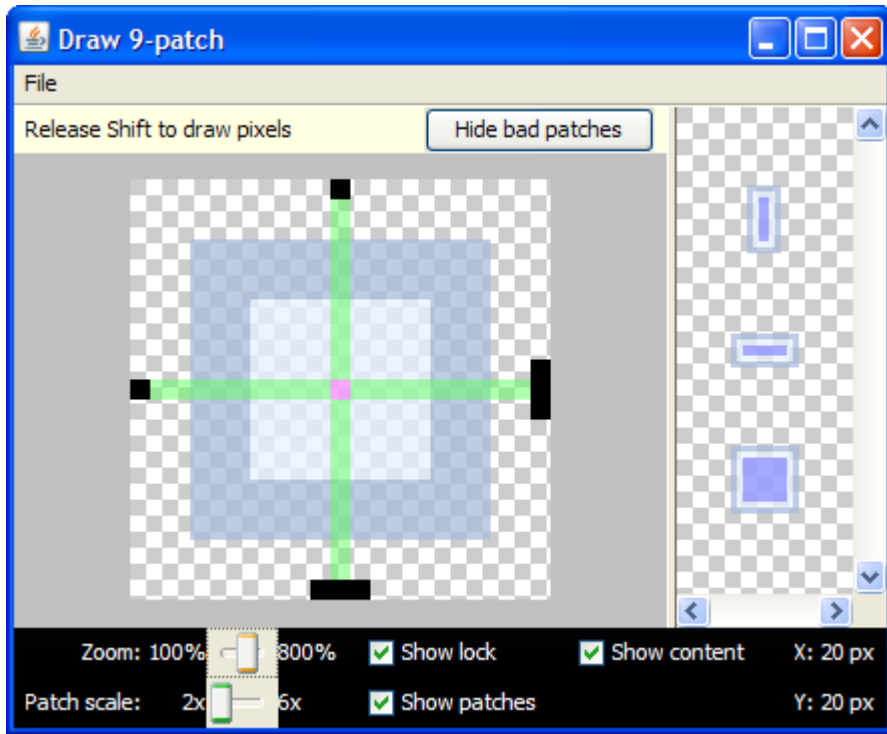 Draw 9-patch
File
Release Shift to draw pixels
Hide bad patches
Zoom: 100% 800% Show lock Show content X: 20 px
Patch scale: 2x 6x Show patches Y: 20 px